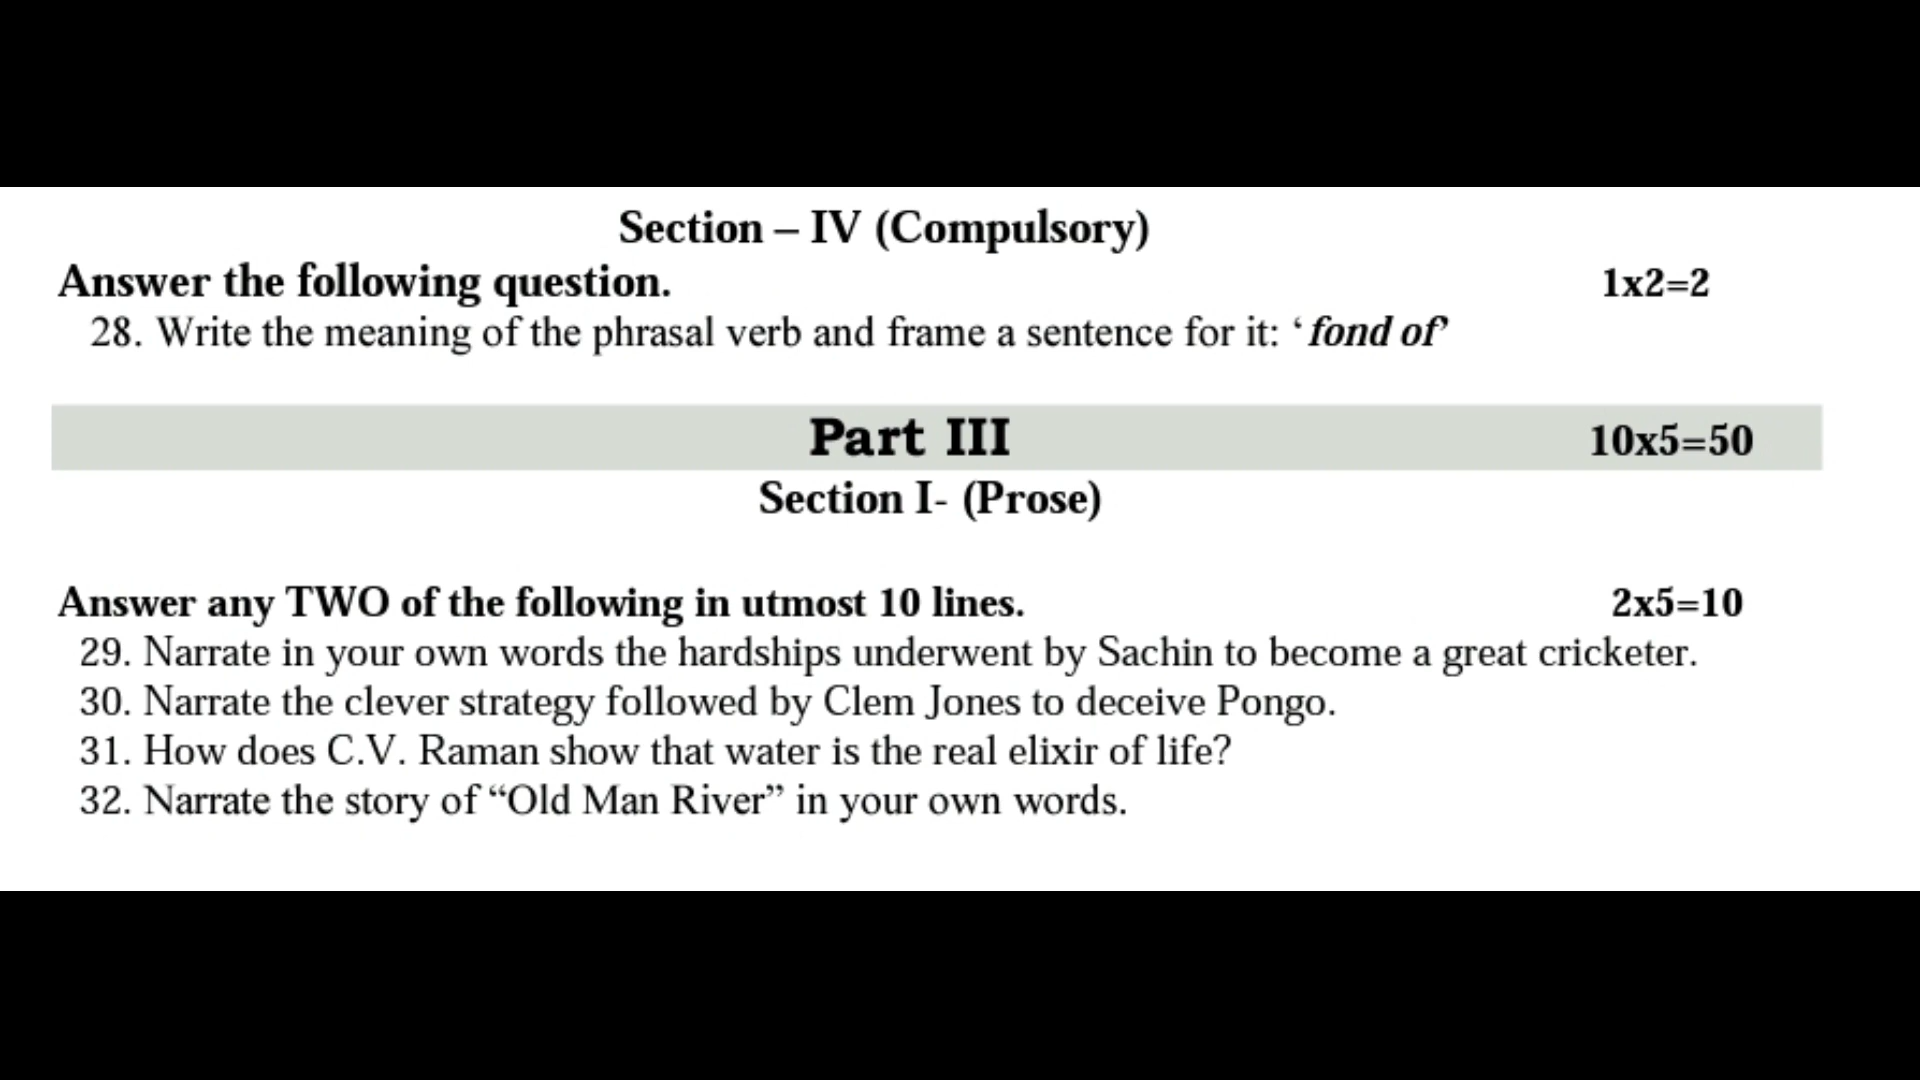 Section – IV (Compulsory)
Answer the following question. 1x2=2
28. Write the meaning of the phrasal verb and frame a sentence for it: ‘fond of’
Part III 10x5=50
Section I- (Prose)
Answer any TWO of the following in utmost 10 lines. 2x5=10
29. Narrate in your own words the hardships underwent by Sachin to become a great cricketer.
30. Narrate the clever strategy followed by Clem Jones to deceive Pongo.
31. How does C.V. Raman show that water is the real elixir of life?
32. Narrate the story of “Old Man River” in your own words.